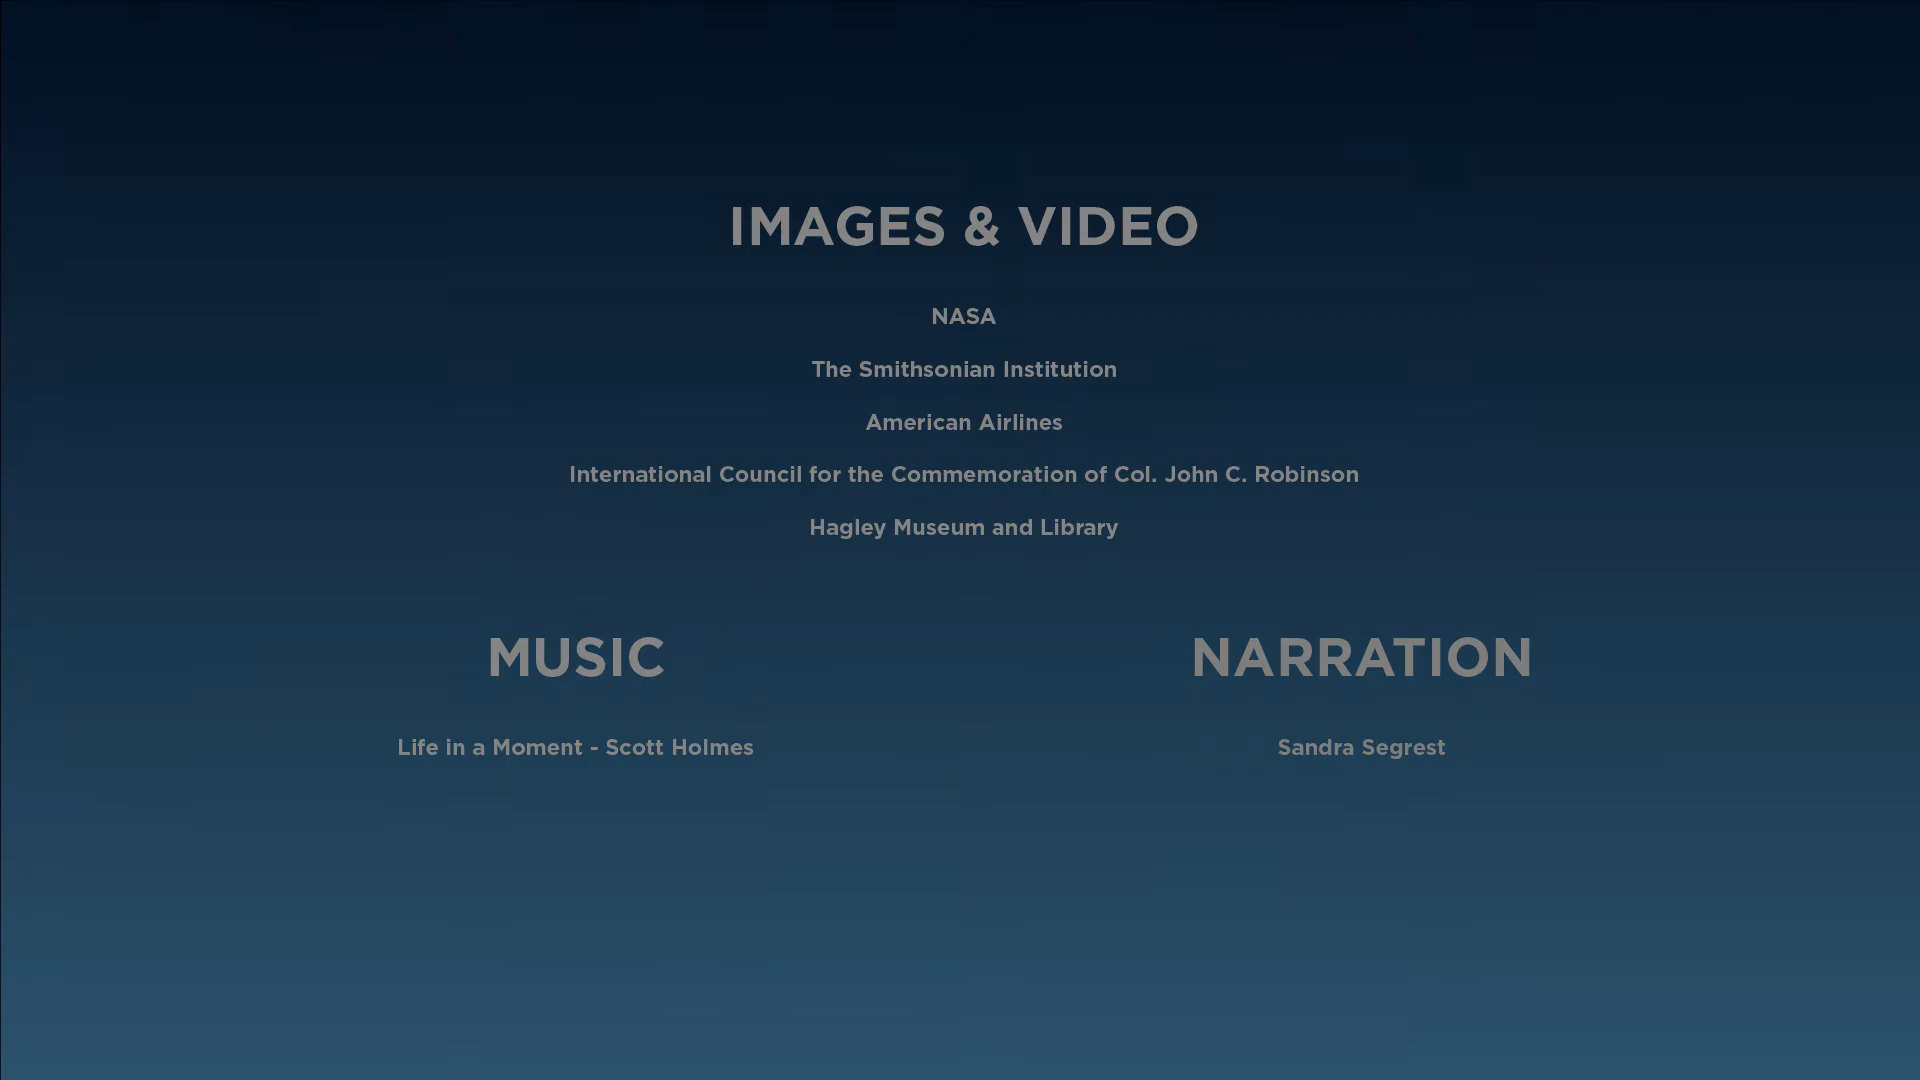 IMAGES & VIDEO
NASA
The Smithsonian Institution
American Airlines
International Council for the Commemoration of Col. John C. Robinson
Hagley Museum and Library
MUSIC
Life in a Moment - Scott Holmes
NARRATION
Sandra Segrest